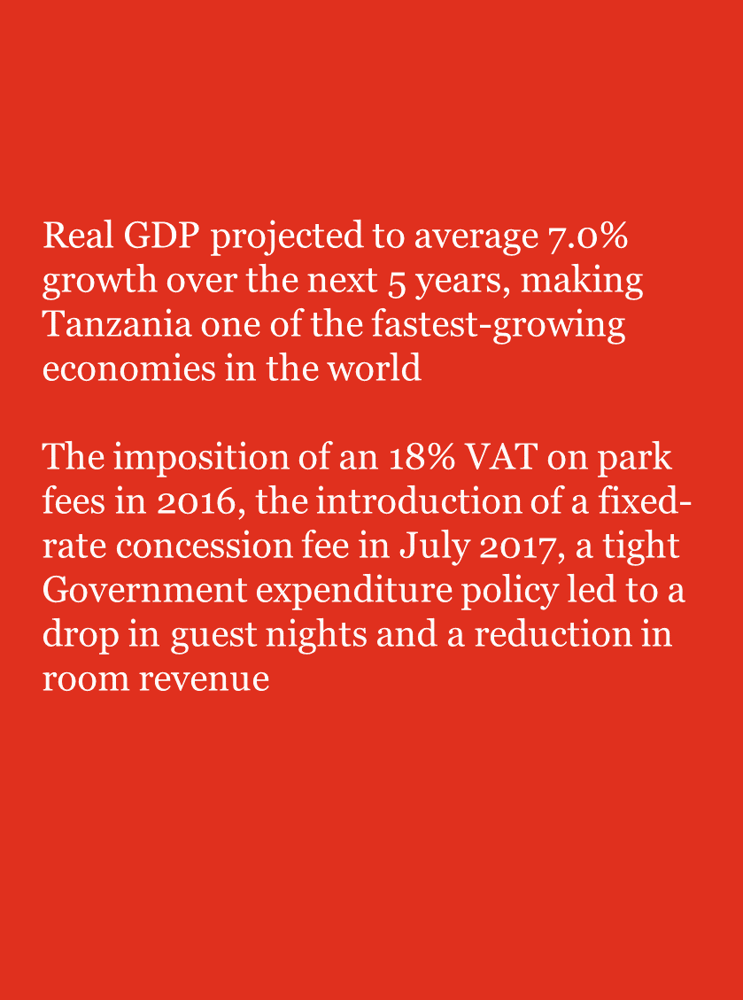 Real GDP projected to average 7.0%
growth over the next 5 years, making
Tanzania one of the fastest-growing
economies in the world
The imposition of an 18% VAT on park
fees in 2016, the introduction of a fixed-
rate concession fee in July 2017, a tight
Government expenditure policy led to a
drop in guest nights and a reduction in
room revenue